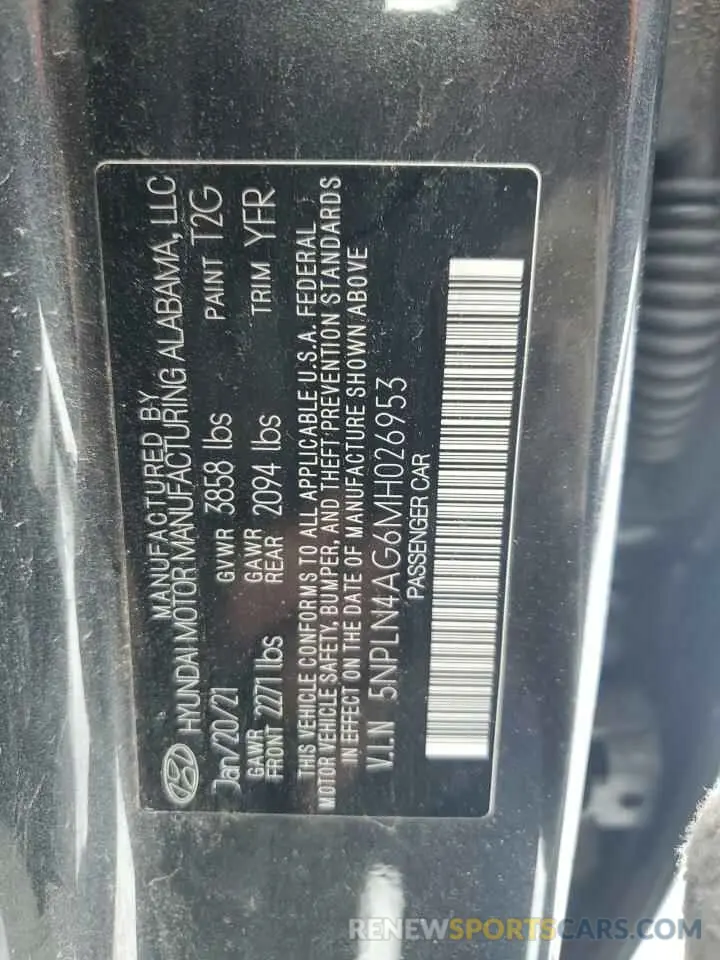 MANUFACTURED BY
HYUNDAI MOTOR MANUFACTURING ALABAMA, LLC
Jan/20/21 GVWR 3858 lbs PAINT T2G
GAWR FRONT 2271 lbs GAWR REAR 2094 lbs TRIM YFR
THIS VEHICLE CONFORMS TO ALL APPLICABLE U.S.A. FEDERAL
MOTOR VEHICLE SAFETY, BUMPER, AND THEFT PREVENTION STANDARDS
IN EFFECT ON THE DATE OF MANUFACTURE SHOWN ABOVE
V.I.N 5NPLN4AG6MH026953
PASSENGER CAR
RENEWSPORTSCARS.COM